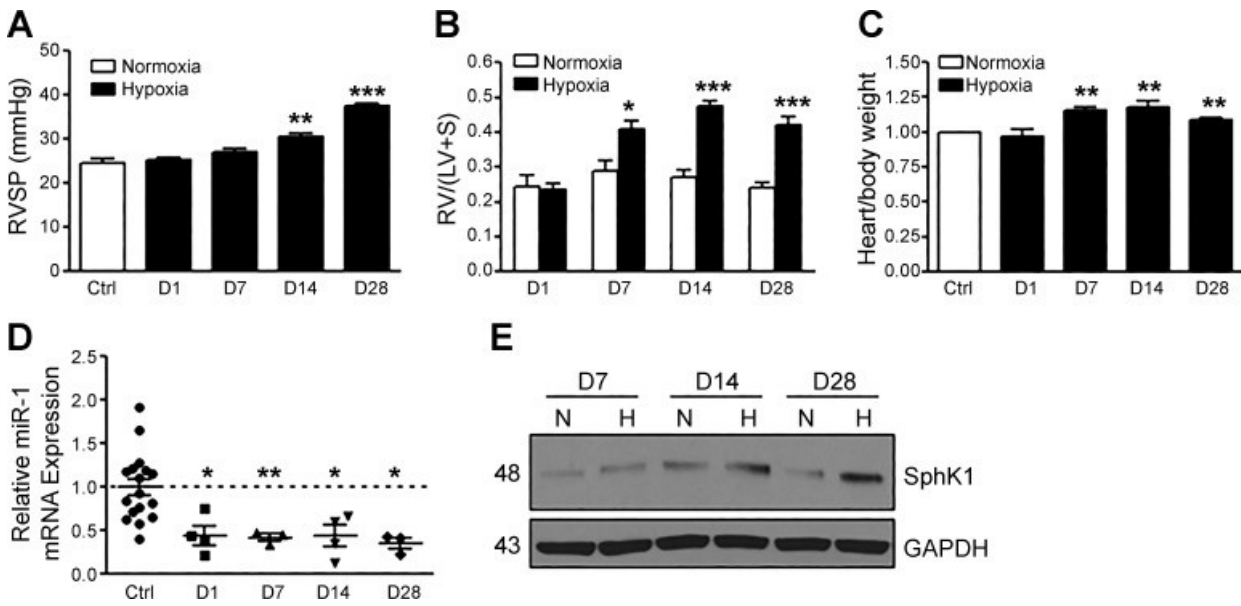 A
RVSP (mmHg)
50
40
30
20
10
0
Normoxia
Hypoxia
**
***
Ctrl D1 D7 D14 D28
B
RV/(LV+S)
0.6
0.5
0.4
0.3
0.2
0.1
0.0
Normoxia
Hypoxia
*
***
***
D1 D7 D14 D28
C
Heart/body weight
1.50
1.25
1.00
0.75
0.50
0.25
0.00
Normoxia
Hypoxia
**
**
**
Ctrl D1 D7 D14 D28
D
Relative miR-1
mRNA Expression
2.5
2.0
1.5
1.0
0.5
0.0
* ** * *
Ctrl D1 D7 D14 D28
E
D7 D14 D28
N H N H N H
48 SphK1
43 GAPDH